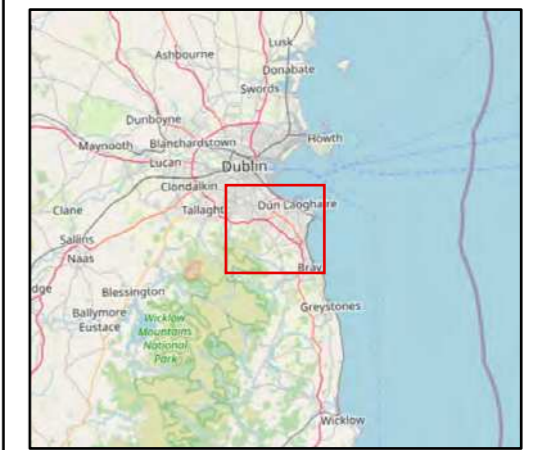 Lusk
Ashbourne
Donabate
Swords
Dunboyne
Maynooth
Blanchardstown
Howth
Lucan
Dublin
Clondalkin
Clane
Tallaght
Dún Laoghaire
Sallins
Naas
Bray
dge
Blessington
Greystones
Ballymore
Eustace
Wicklow
Mountains
National
Park
Wicklow